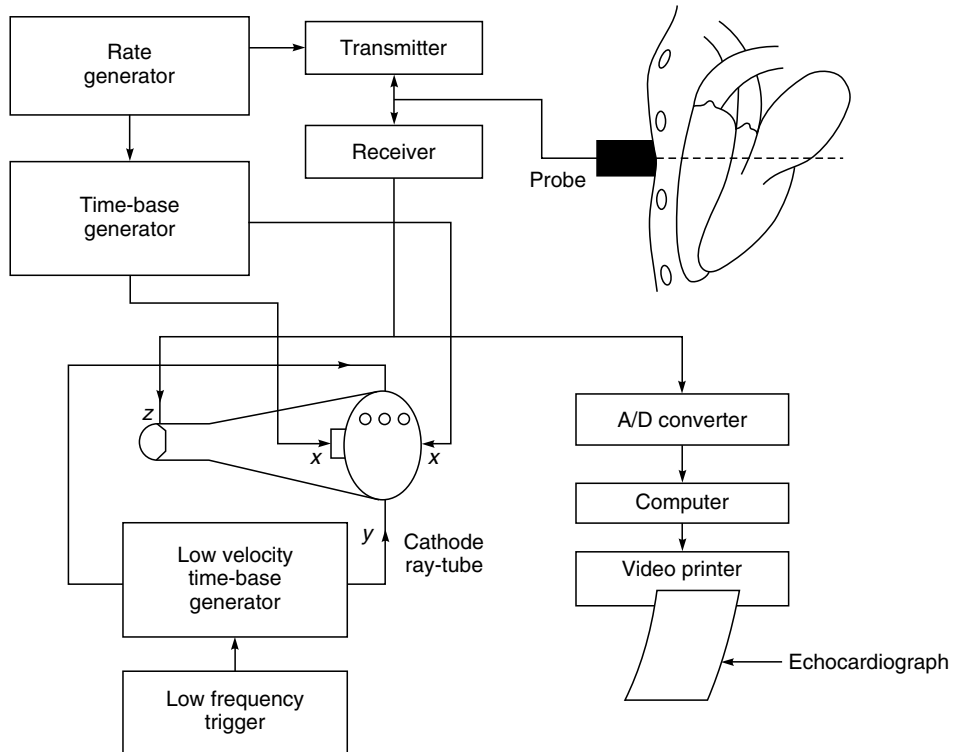 Rate
generator
Transmitter
Receiver
Probe
Time-base
generator
z
x
x
y
Cathode
ray-tube
Low velocity
time-base
generator
Low frequency
trigger
A/D converter
Computer
Video printer
Echocardiograph